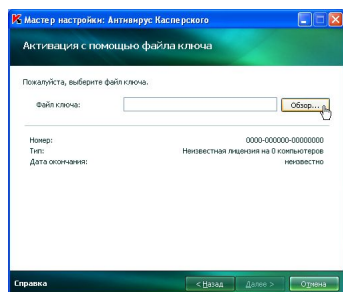 Мастер настройки: Антивирус Касперского
Активация с помощью файла ключа
Пожалуйста, выберите файл ключа.
Файл ключа:
Обзор...
Номер: 0000-000000-00000000
Тип: Неизвестная лицензия на 0 компьютеров
Дата окончания: неизвестно
Справка
< Назад
Далее >
Отмена